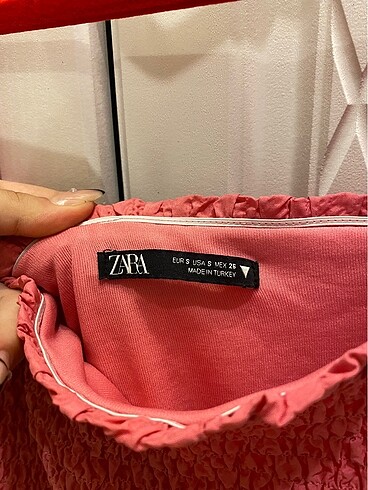 ZARA
EUR S USA S MEX 26
MADE IN TURKEY